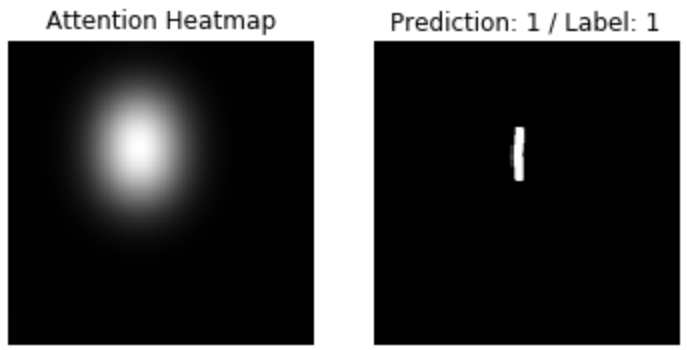 Attention Heatmap
Prediction: 1 / Label: 1